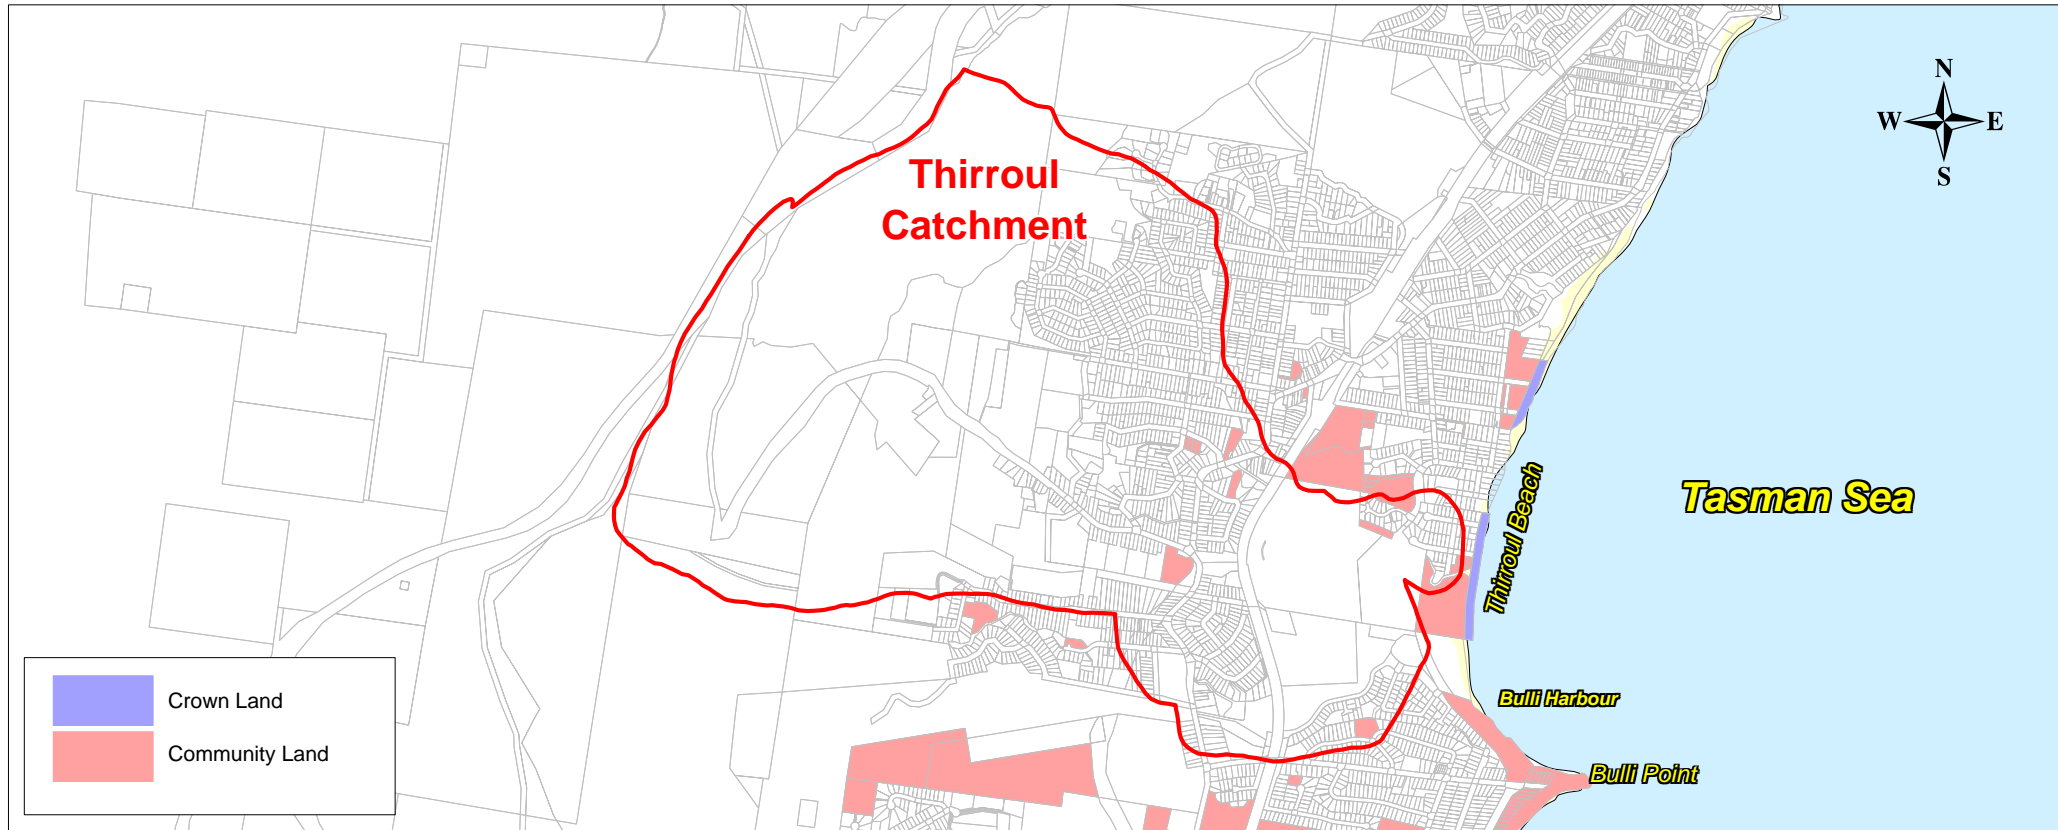 N
W E
S
Thirroul
Catchment
Tasman Sea
Thirroul Beach
Bulli Harbour
Bulli Point
Crown Land
Community Land